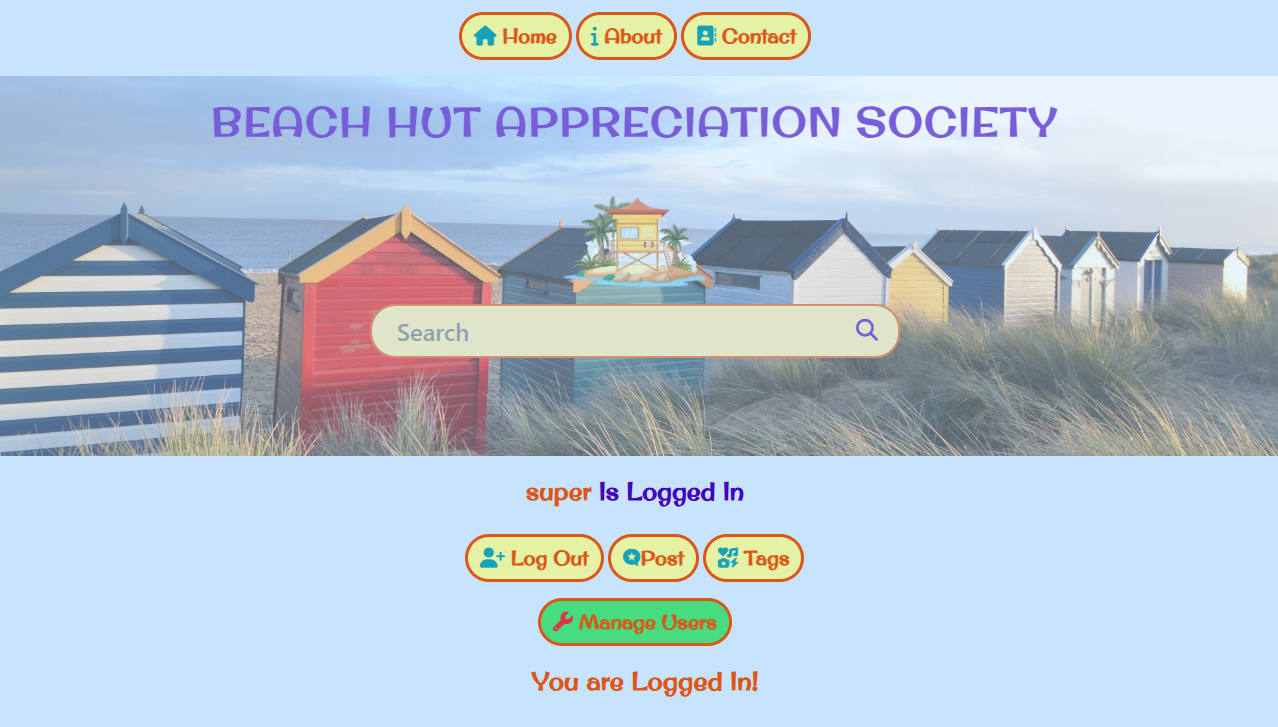 Home About Contact
BEACH HUT APPRECIATION SOCIETY
Search
super Is Logged In
Log Out Post Tags
Manage Users
You are Logged In!